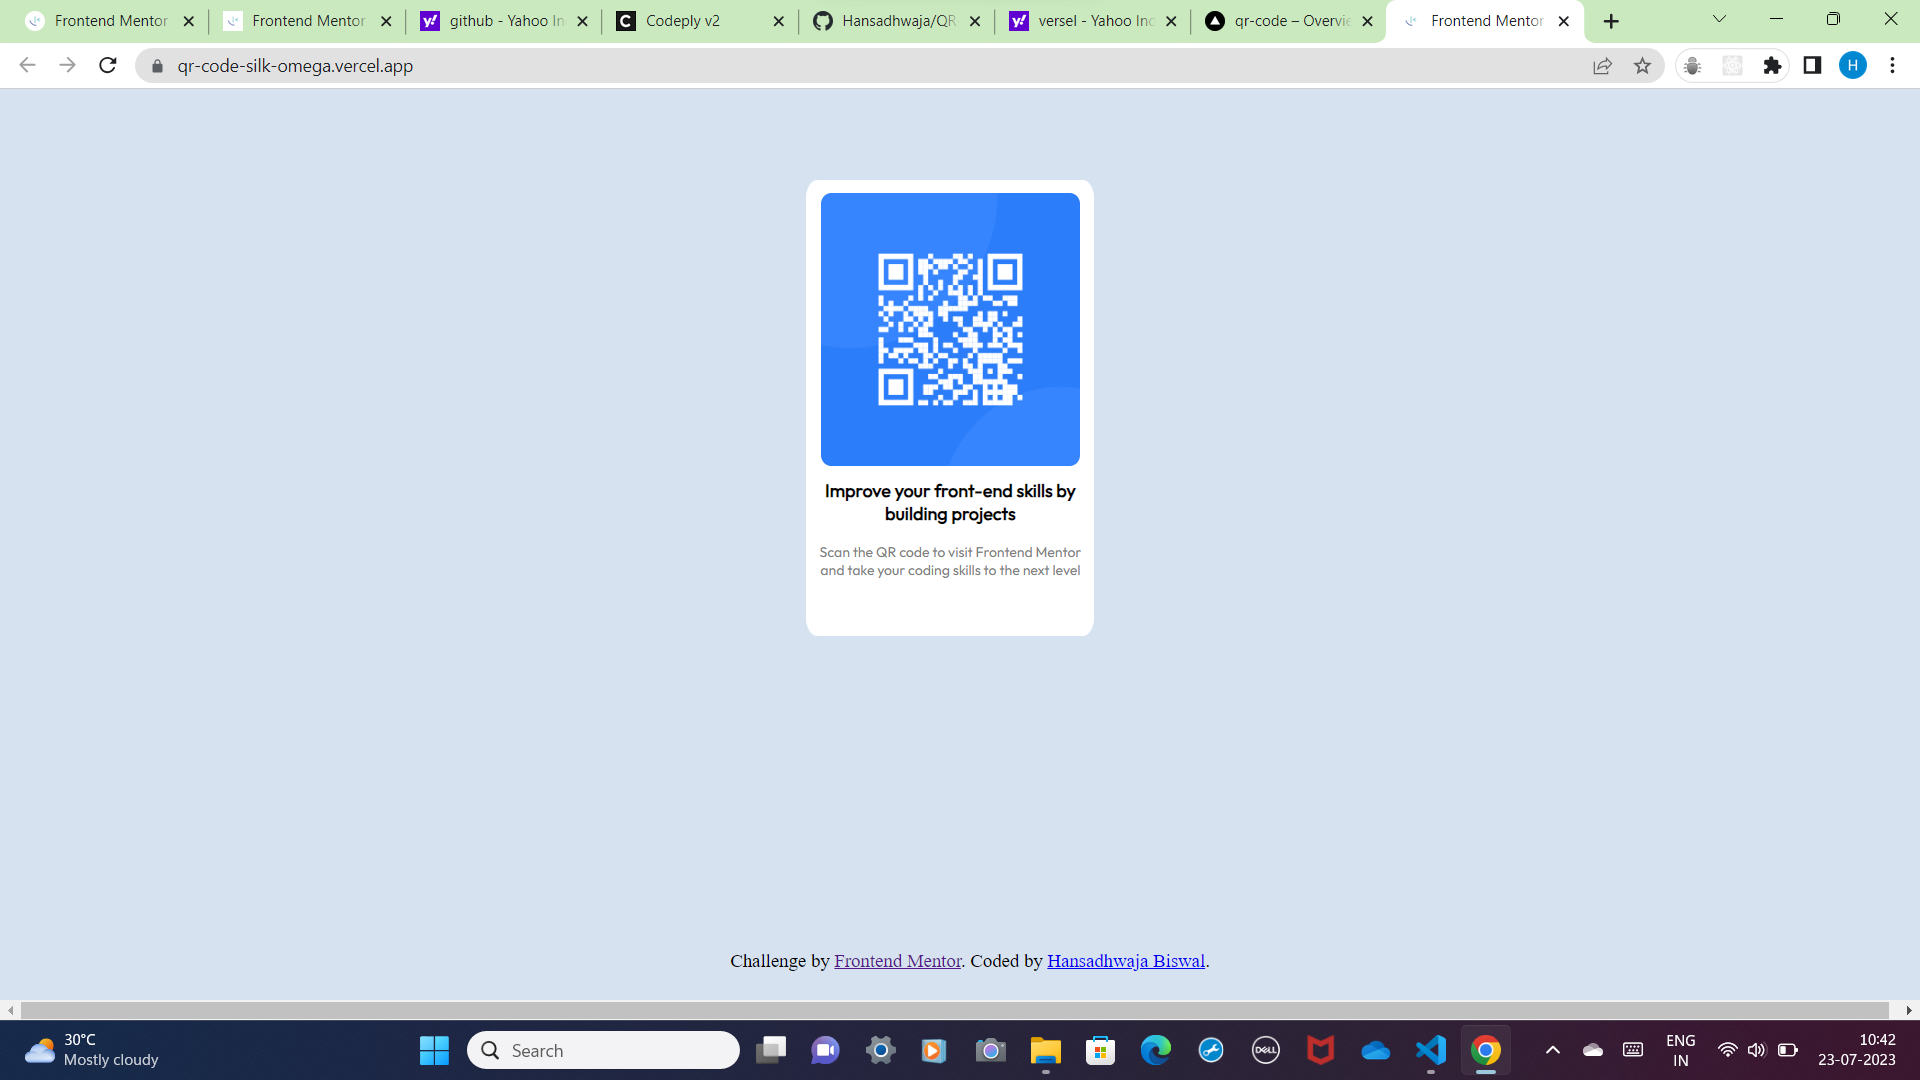 Frontend Mentor
Frontend Mentor
github - Yahoo In
Codeply v2
Hansadhwaja/QR
versel - Yahoo Ind
qr-code – Overvie
Frontend Mentor
qr-code-silk-omega.vercel.app
H
Improve your front-end skills by
building projects
Scan the QR code to visit Frontend Mentor
and take your coding skills to the next level
Challenge by Frontend Mentor. Coded by Hansadhwaja Biswal.
30°C
Mostly cloudy
Search
DELL
ENG
IN
10:42
23-07-2023